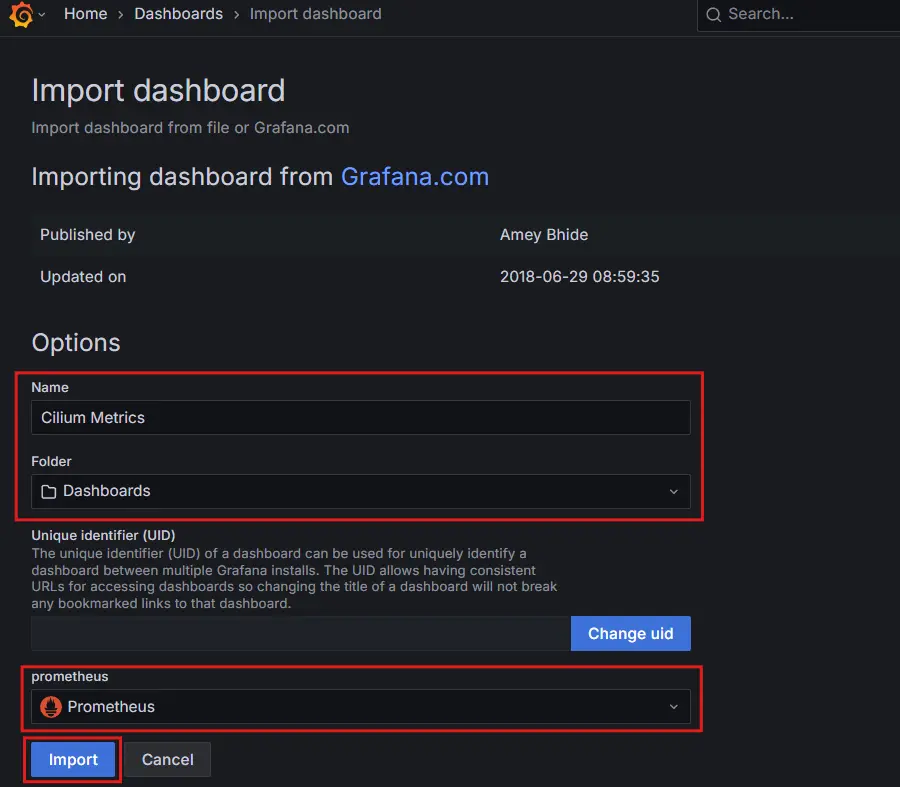 Home > Dashboards > Import dashboard
Search...
Import dashboard
Import dashboard from file or Grafana.com
Importing dashboard from Grafana.com
Published by Amey Bhide
Updated on 2018-06-29 08:59:35
Options
Name
Cilium Metrics
Folder
Dashboards
Unique identifier (UID)
The unique identifier (UID) of a dashboard can be used for uniquely identify a
dashboard between multiple Grafana installs. The UID allows having consistent
URLs for accessing dashboards so changing the title of a dashboard will not break
any bookmarked links to that dashboard.
Change uid
prometheus
Prometheus
Import Cancel